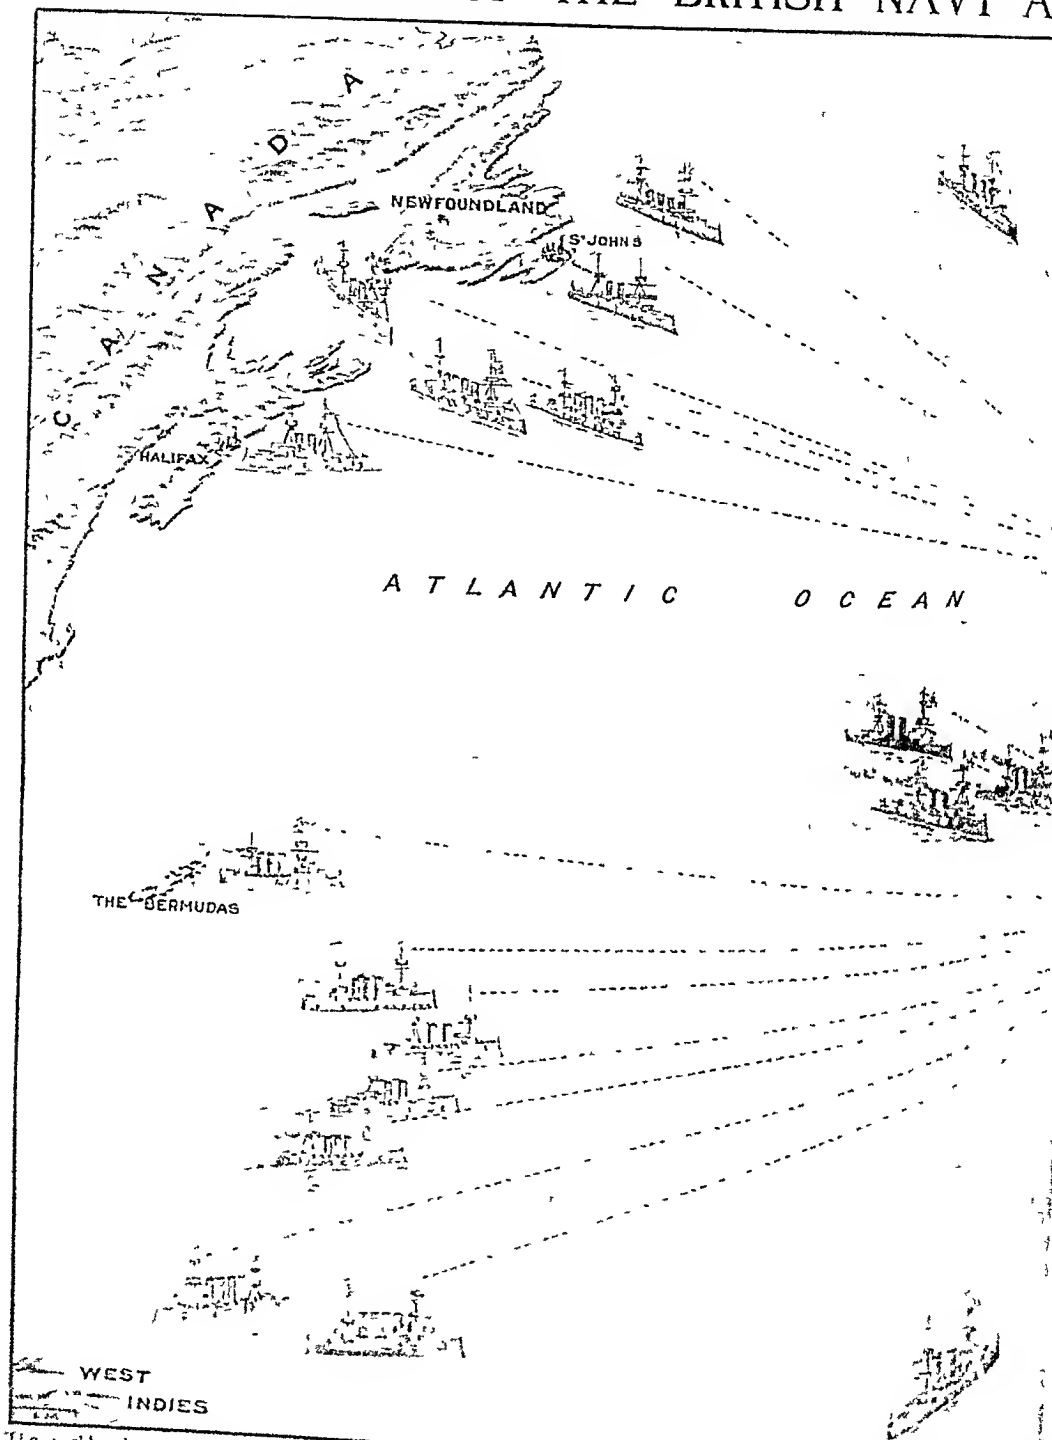 THE BRITISH NAVY A
CANADA
NEWFOUNDLAND
St JOHNS
HALIFAX
ATLANTIC OCEAN
THE BERMUDAS
WEST
INDIES